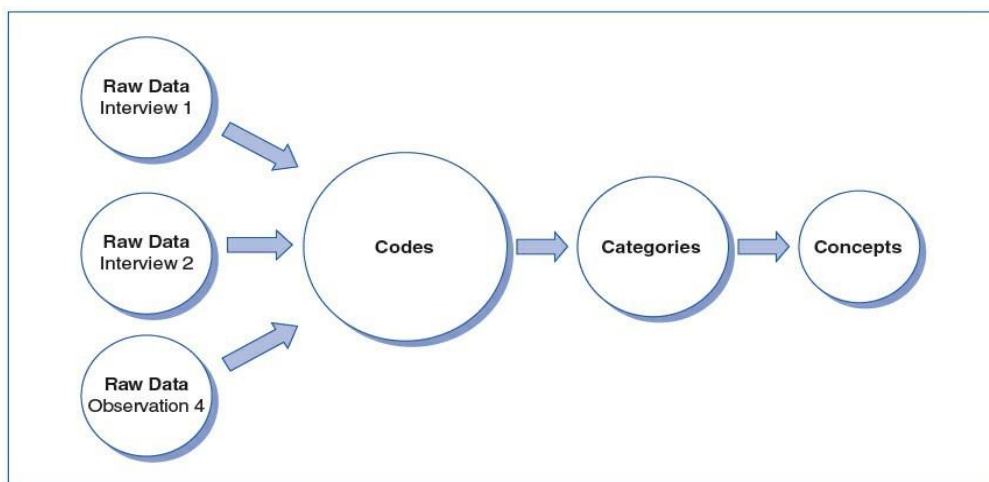 Raw Data
Interview 1
Raw Data
Interview 2
Raw Data
Observation 4
Codes
Categories
Concepts